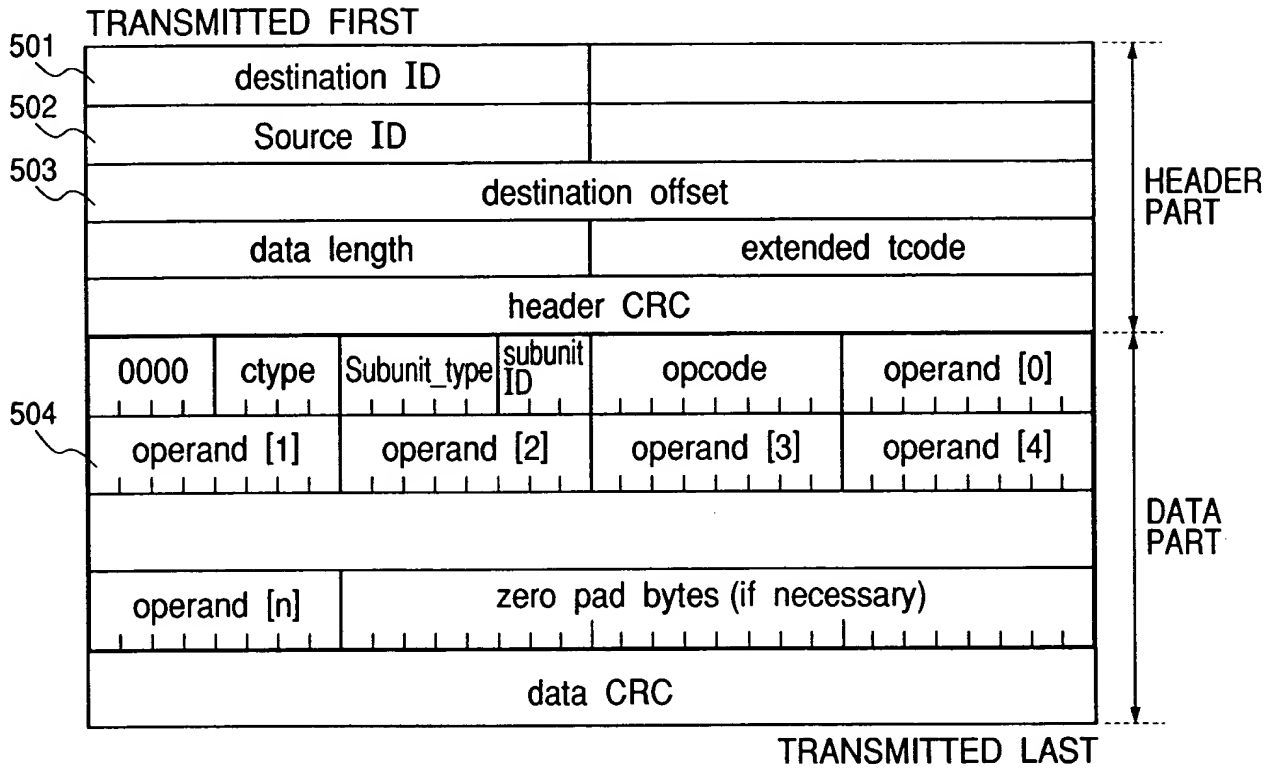 TRANSMITTED FIRST
501
destination ID
502
Source ID
503
destination offset
HEADER
PART
data length extended tcode
header CRC
0000 ctype Subunit_type subunit ID opcode operand [0]
504
operand [1] operand [2] operand [3] operand [4]
DATA
PART
operand [n] zero pad bytes (if necessary)
data CRC
TRANSMITTED LAST